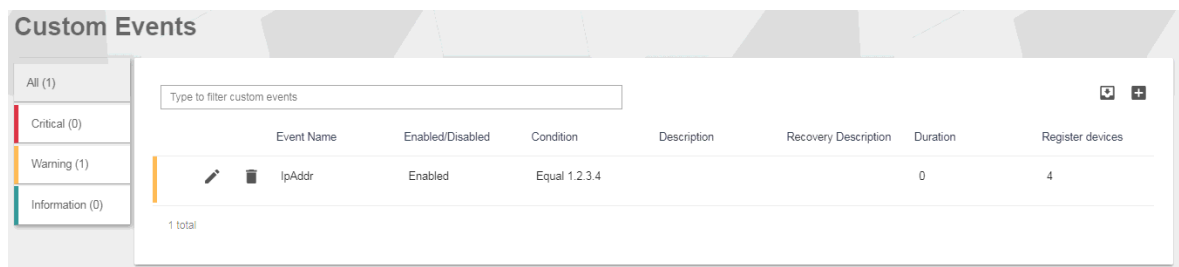 Custom Events
All (1)
Critical (0)
Warning (1)
Information (0)
Type to filter custom events
Event Name Enabled/Disabled Condition Description Recovery Description Duration Register devices
IpAddr Enabled Equal 1.2.3.4 0 4
1 total